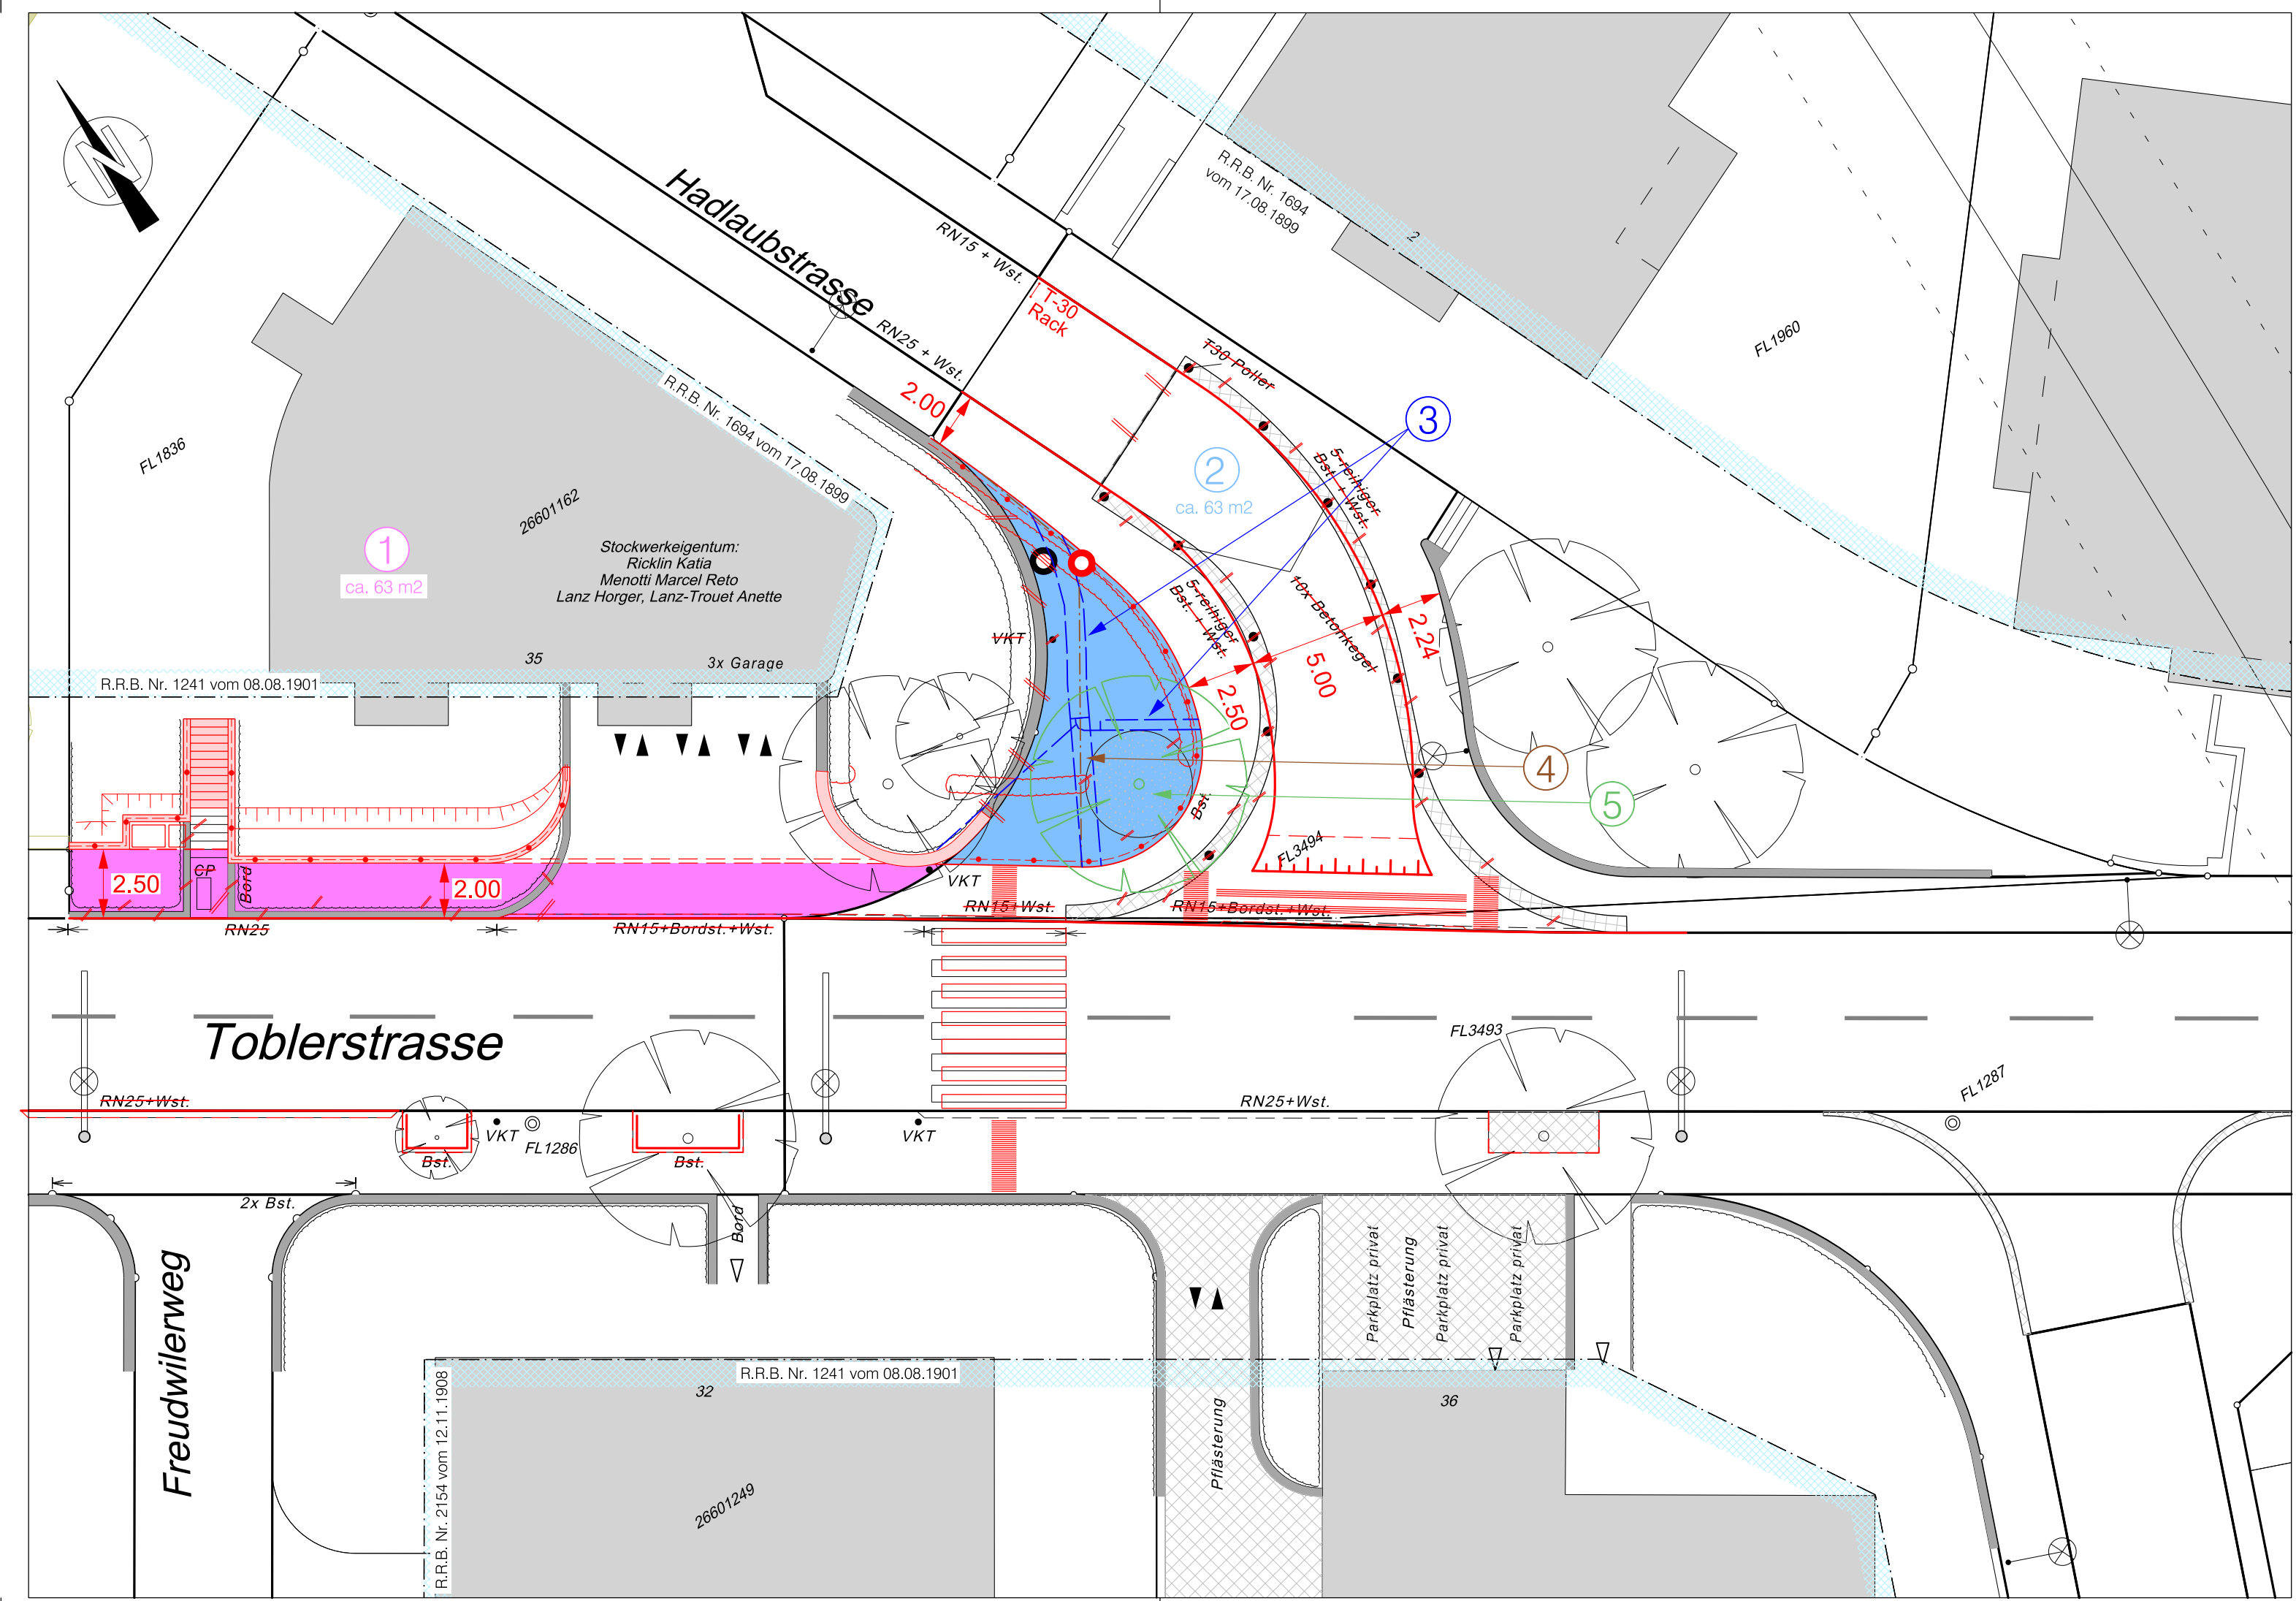 Hadlaubstrasse
R.R.B. Nr. 1694
vom 17.08.1899
2
RN15 + Wst.
T-30
Rack
RN25 + Wst.
2.00
T30 Poller
FL1960
3
5-reihiger
Bst. + Wst.
2
ca. 63 m2
R.R.B. Nr. 1694 vom 17.08.1899
FL1836
26601162
1
ca. 63 m2
Stockwerkeigentum:
Ricklin Katia
Menotti Marcel Reto
Lanz Horger, Lanz-Trouet Anette
VKT
35
3x Garage
R.R.B. Nr. 1241 vom 08.08.1901
5-reihiger
Bst. + Wst.
10x Betonkegel
2.24
5.00
2.50
4
5
Bst.
FL3494
2.50
CP
Bord
2.00
VKT
RN25
RN15+Bordst.+Wst.
RN15+Wst.
RN15+Bordst.+Wst.
Toblerstrasse
FL3493
FL1287
RN25+Wst.
RN25+Wst.
VKT
FL1286
VKT
Bst.
Bst.
2x Bst.
Bord
Freudwilerweg
Parkplatz privat
Pflästerung
Parkplatz privat
Parkplatz privat
R.R.B. Nr. 2154 vom 12.11.1908
32
R.R.B. Nr. 1241 vom 08.08.1901
36
Pflästerung
26601249